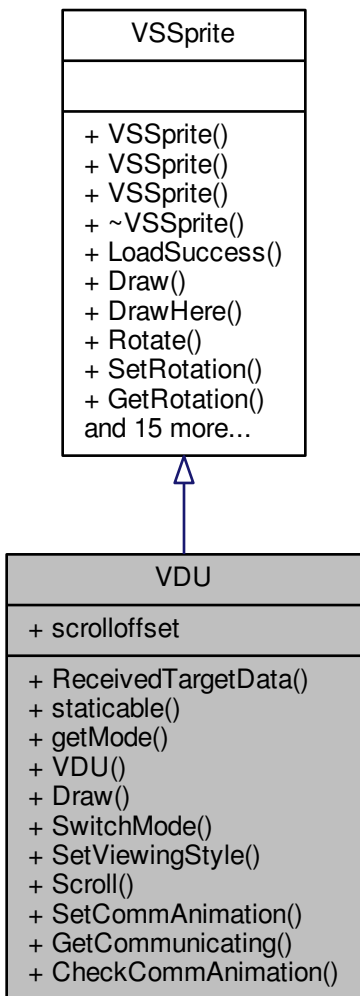 VSSprite
+ VSSprite()
+ VSSprite()
+ VSSprite()
+ ~VSSprite()
+ LoadSuccess()
+ Draw()
+ DrawHere()
+ Rotate()
+ SetRotation()
+ GetRotation()
and 15 more...
VDU
+ scrolloffset
+ ReceivedTargetData()
+ staticable()
+ getMode()
+ VDU()
+ Draw()
+ SwitchMode()
+ SetViewingStyle()
+ Scroll()
+ SetCommAnimation()
+ GetCommunicating()
+ CheckCommAnimation()